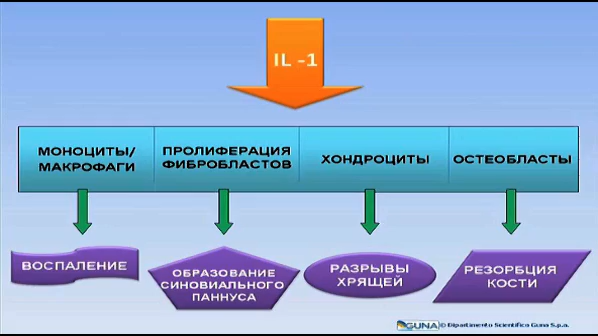 IL -1
МОНОЦИТЫ/
МАКРОФАГИ
ПРОЛИФЕРАЦИЯ
ФИБРОБЛАСТОВ
ХОНДРОЦИТЫ
ОСТЕОБЛАСТЫ
ВОСПАЛЕНИЕ
ОБРАЗОВАНИЕ
СИНОВИАЛЬНОГО
ПАННУСА
РАЗРЫВЫ
ХРЯЩЕЙ
РЕЗОРБЦИЯ
КОСТИ
GUNA © Dipartimento Scientifico Guna S.p.a.